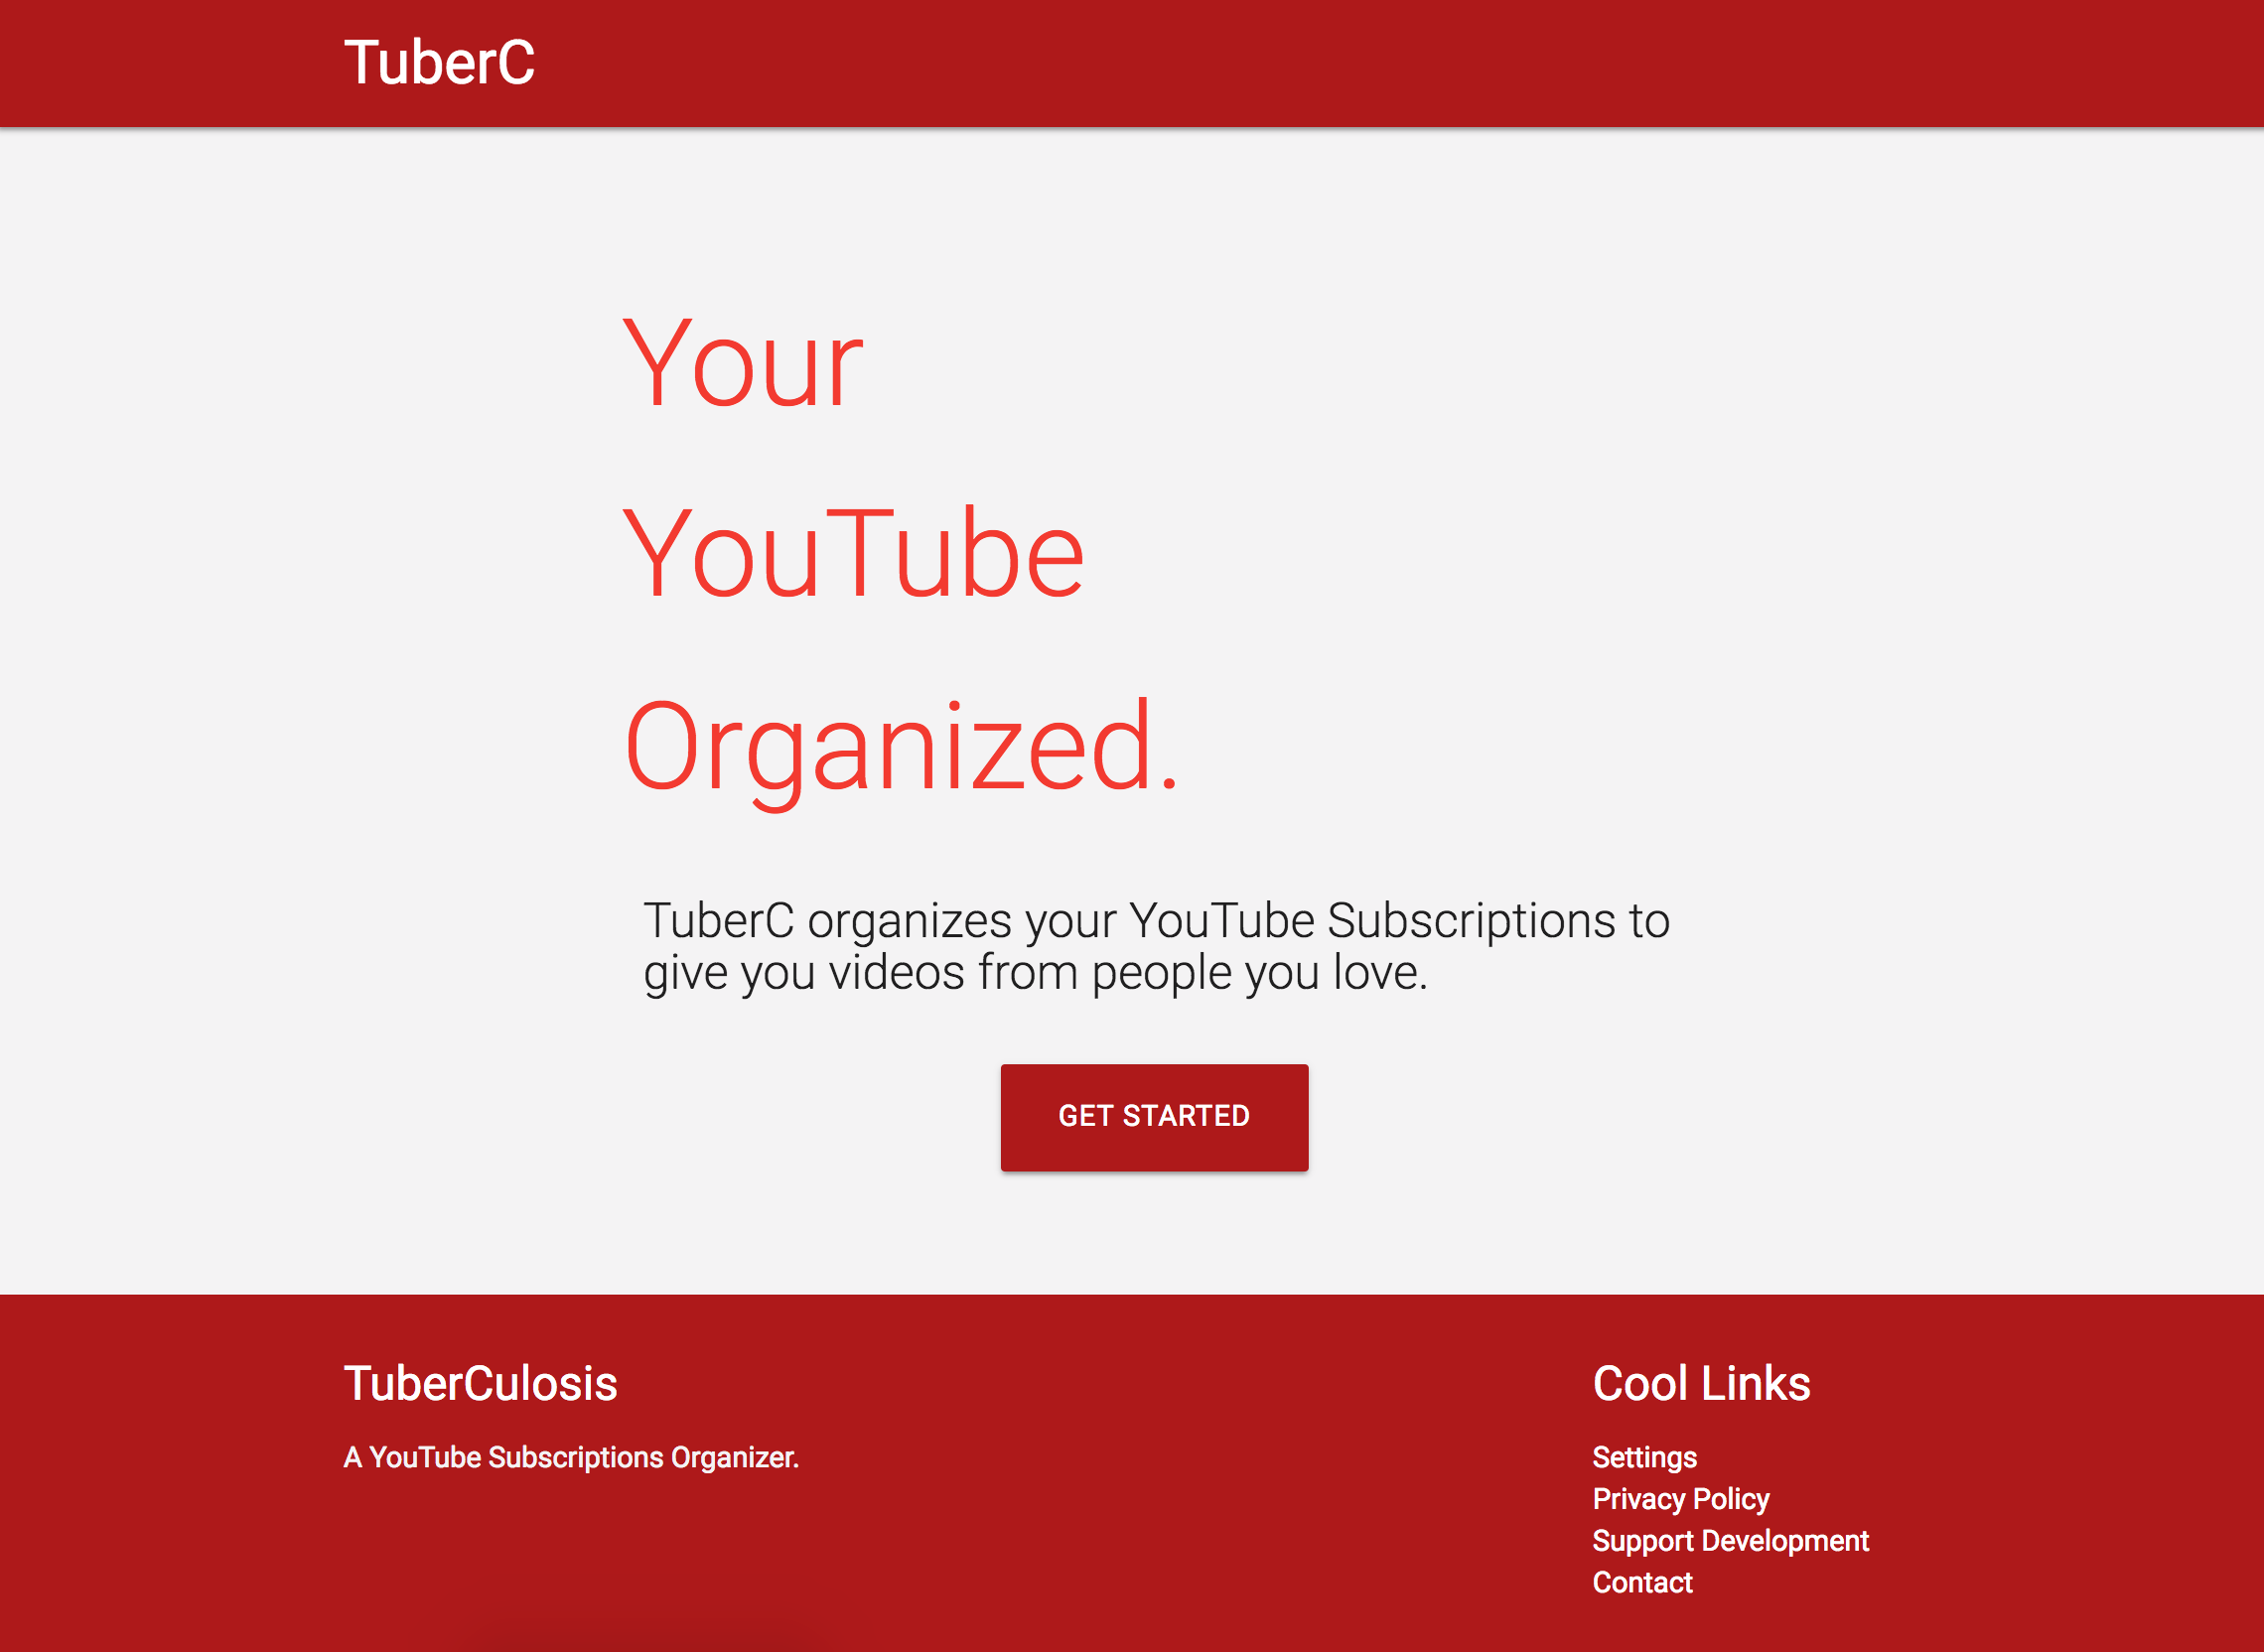 TuberC
Your
YouTube
Organized.
TuberC organizes your YouTube Subscriptions to
give you videos from people you love.
GET STARTED
TuberCulosis
A YouTube Subscriptions Organizer.
Cool Links
Settings
Privacy Policy
Support Development
Contact